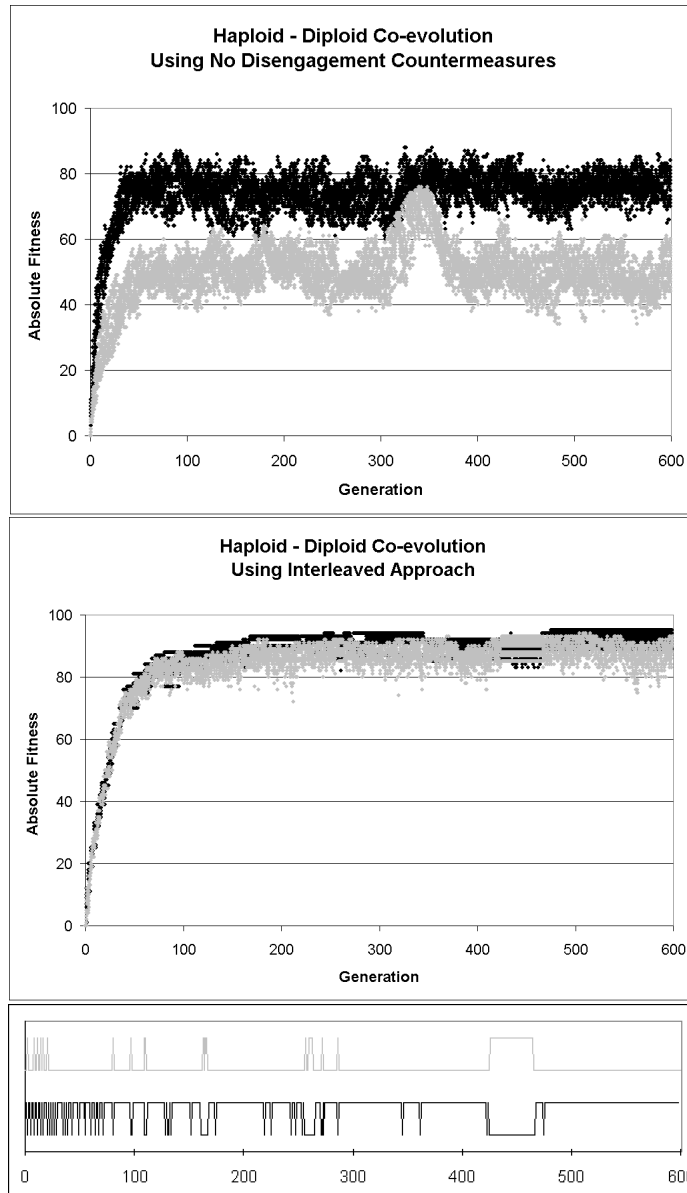 Haploid - Diploid Co-evolution
Using No Disengagement Countermeasures
100
80
60
40
20
0
Absolute Fitness
0 100 200 300 400 500 600
Generation
Haploid - Diploid Co-evolution
Using Interleaved Approach
100
80
60
40
20
0
Absolute Fitness
0 100 200 300 400 500 600
Generation
0 100 200 300 400 500 600